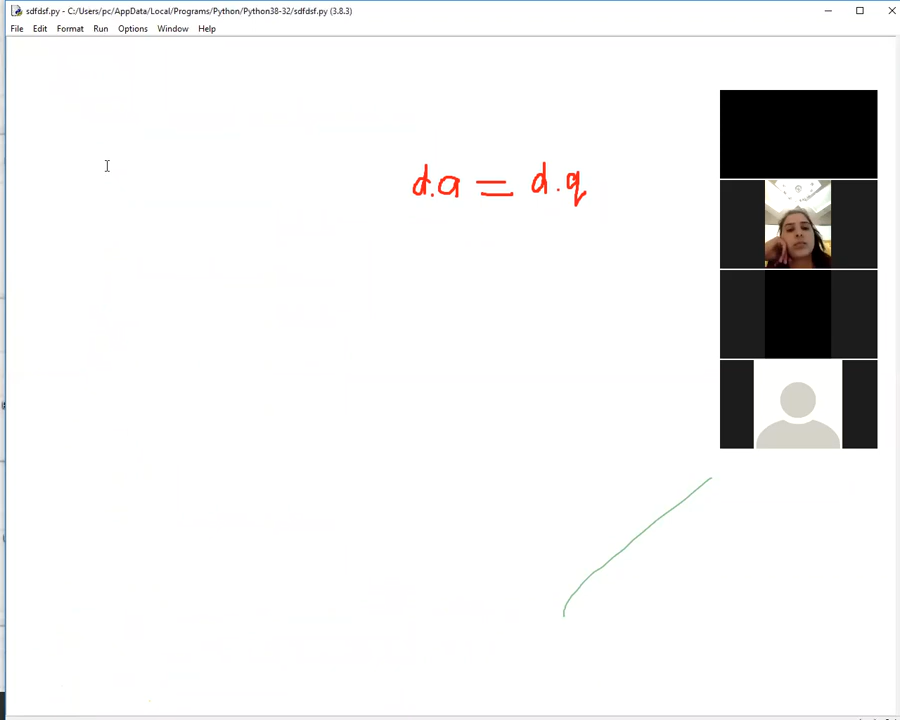 sdfdsf.py - C:/Users/pc/AppData/Local/Programs/Python/Python38-32/sdfdsf.py (3.8.3)
File Edit Format Run Options Window Help
d.a = d.q